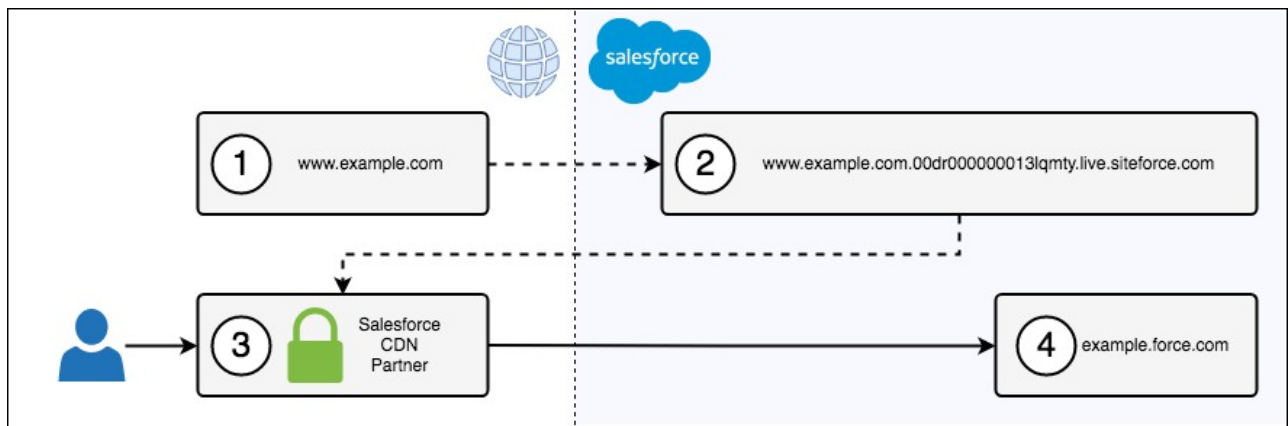 salesforce
1
www.example.com
2
www.example.com.00dr000000013lqmty.live.siteforce.com
3
Salesforce
CDN
Partner
4
example.force.com